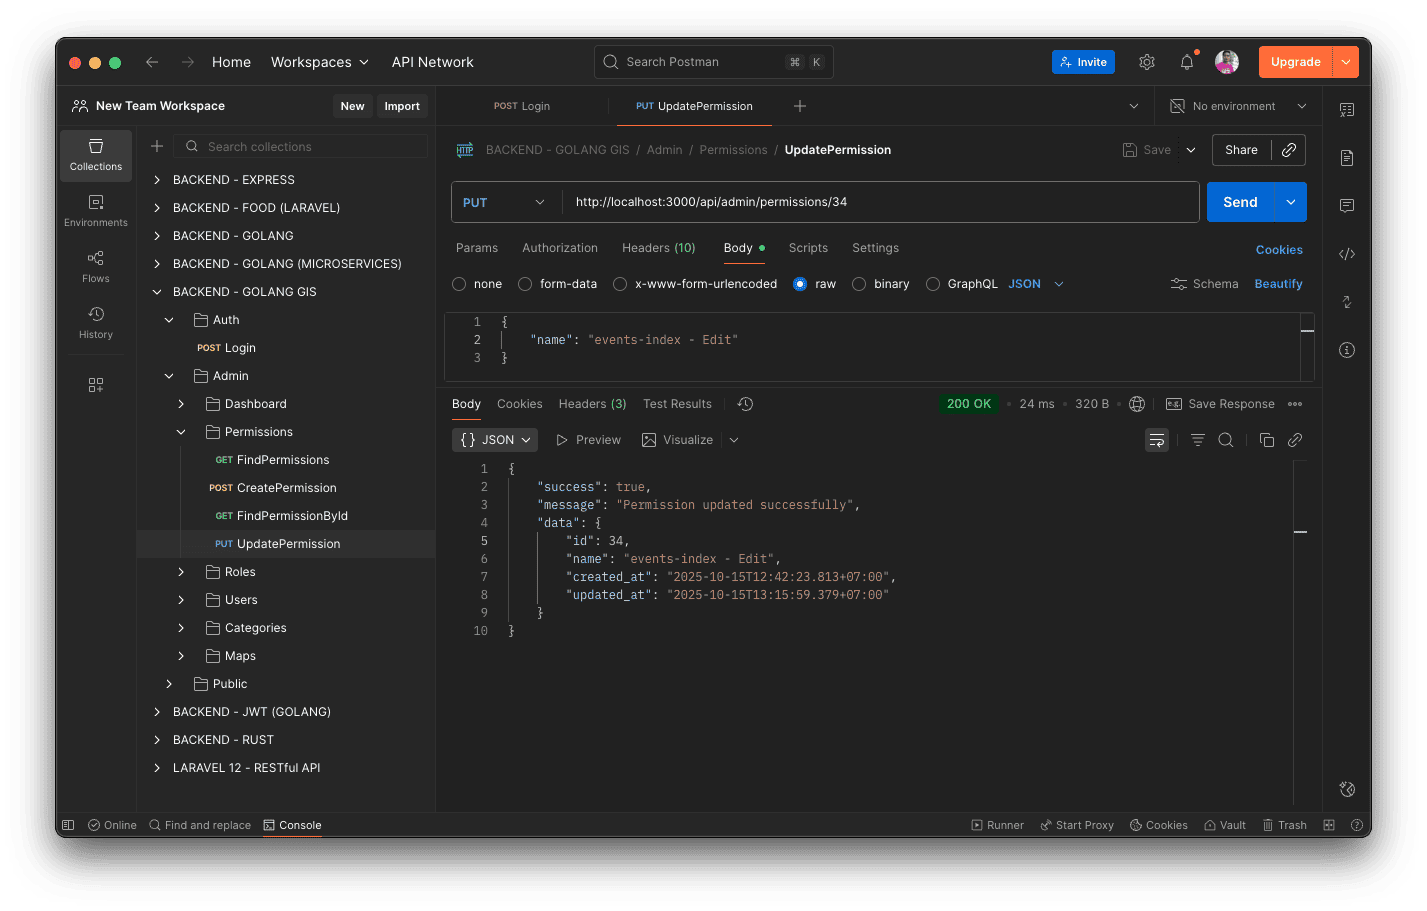 Home Workspaces API Network Search Postman ⌘ K Invite Upgrade
New Team Workspace New Import POST Login PUT UpdatePermission No environment
Collections
Environments
Flows
History
Search collections
BACKEND - EXPRESS
BACKEND - FOOD (LARAVEL)
BACKEND - GOLANG
BACKEND - GOLANG (MICROSERVICES)
BACKEND - GOLANG GIS
Auth
POST Login
Admin
Dashboard
Permissions
GET FindPermissions
POST CreatePermission
GET FindPermissionById
PUT UpdatePermission
Roles
Users
Categories
Maps
Public
BACKEND - JWT (GOLANG)
BACKEND - RUST
LARAVEL 12 - RESTful API
HTTP BACKEND - GOLANG GIS / Admin / Permissions / UpdatePermission Save Share
PUT http://localhost:3000/api/admin/permissions/34 Send
Params Authorization Headers (10) Body Scripts Settings Cookies
none form-data x-www-form-urlencoded raw binary GraphQL JSON Schema Beautify
1 {
2 "name": "events-index - Edit"
3 }
Body Cookies Headers (3) Test Results 200 OK 24 ms 320 B e.g. Save Response
{} JSON Preview Visualize
1 {
2 "success": true,
3 "message": "Permission updated successfully",
4 "data": {
5 "id": 34,
6 "name": "events-index - Edit",
7 "created_at": "2025-10-15T12:42:23.813+07:00",
8 "updated_at": "2025-10-15T13:15:59.379+07:00"
9 }
10 }
Online Find and replace Console Runner Start Proxy Cookies Vault Trash